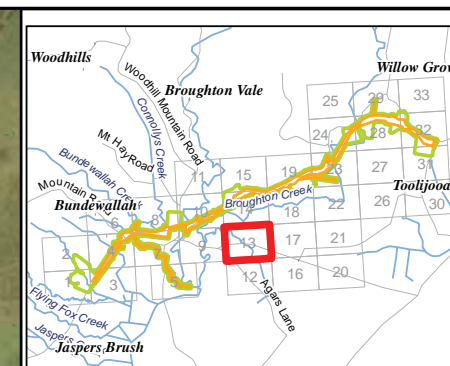 Woodhills
Willow Grov
Woodhill Mountain Road
Broughton Vale
Connollys Creek
33
25
29
Mt Hay Road
24
28
32
Bundewallah Creek
11
15
19
23
27
31
Mountain Road
Broughton Creek
Toolijooa
Bundewallah
10
14
18
22
26
30
6
8
9
13
17
21
2
1
3
12
16
20
Flying Fox Creek
Agars Lane
Jaspers
Jaspers Brush